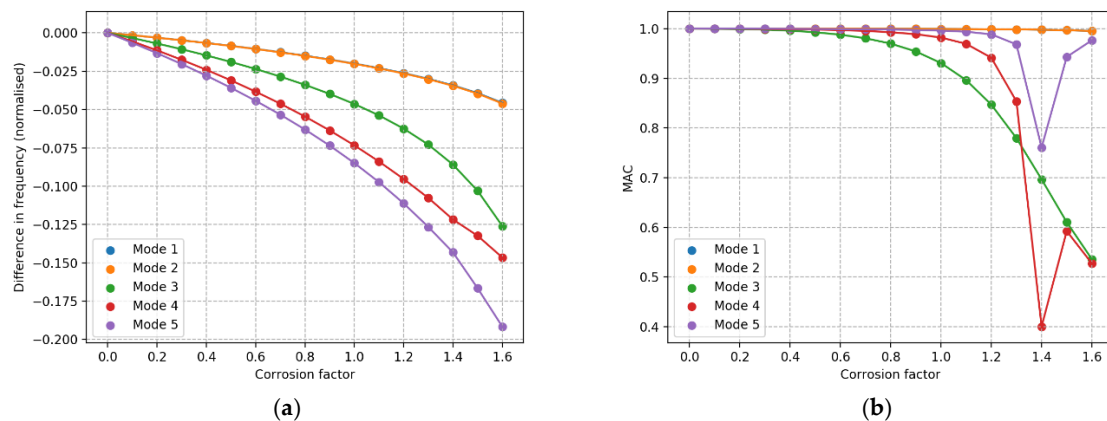 0.000
−0.025
−0.050
−0.075
−0.100
−0.125
−0.150
−0.175
−0.200
Difference in frequency (normalised)
Mode 1
Mode 2
Mode 3
Mode 4
Mode 5
0.0 0.2 0.4 0.6 0.8 1.0 1.2 1.4 1.6
Corrosion factor
(a)
1.0
0.9
0.8
0.7
0.6
0.5
0.4
MAC
Mode 1
Mode 2
Mode 3
Mode 4
Mode 5
0.0 0.2 0.4 0.6 0.8 1.0 1.2 1.4 1.6
Corrosion factor
(b)